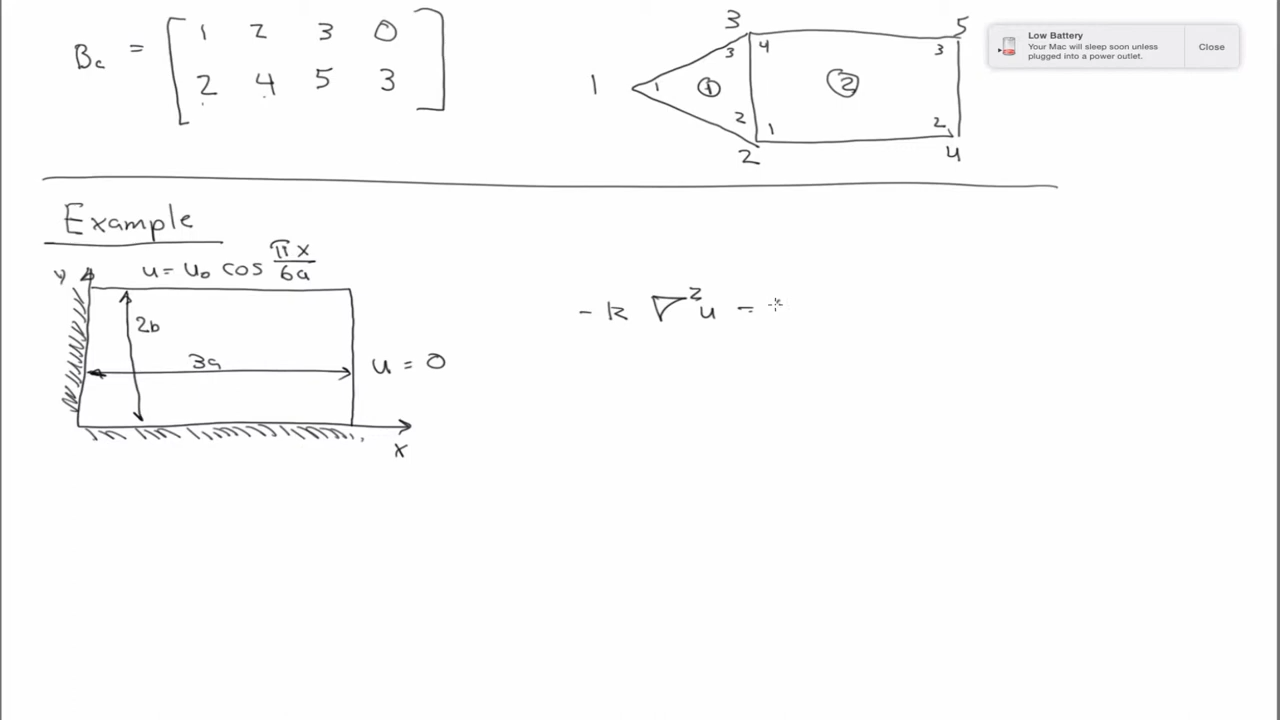 Bc = [ 1 2 3 0
2 4 5 3 ]
3 5
3 4 3
1 1 1 2
2 1 2
2 4
Low Battery
Your Mac will sleep soon unless
plugged into a power outlet.
Close
Example
y u = u₀ cos πx/6a
2b
3a
u = 0
x
- k ∇²u =